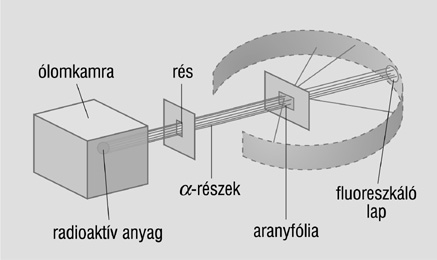 ólomkamra
rés
α-részek
radioaktív anyag
aranyfólia
fluoreszkáló
lap